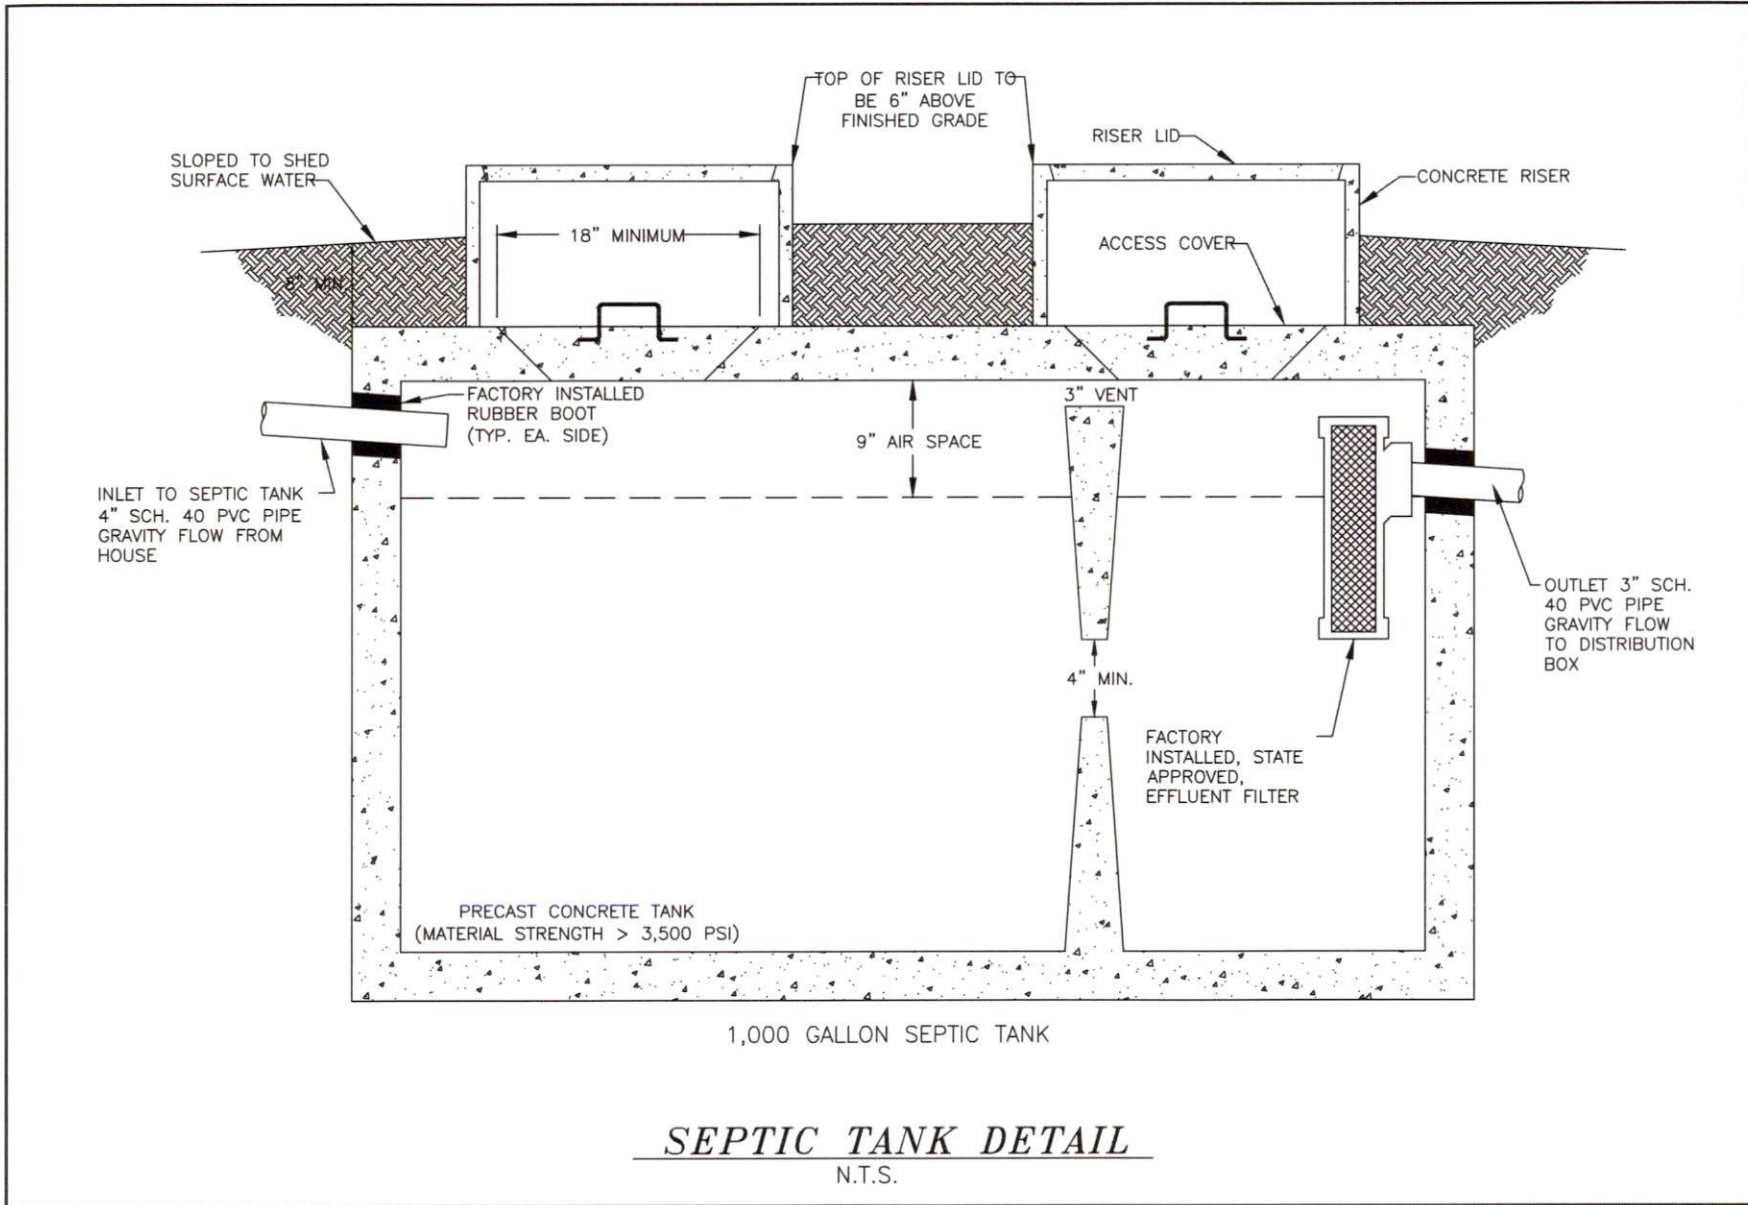 TOP OF RISER LID TO
BE 6" ABOVE
FINISHED GRADE
RISER LID
SLOPED TO SHED
SURFACE WATER
CONCRETE RISER
18" MINIMUM
ACCESS COVER
8" MIN.
FACTORY INSTALLED
RUBBER BOOT
(TYP. EA. SIDE)
3" VENT
9" AIR SPACE
INLET TO SEPTIC TANK
4" SCH. 40 PVC PIPE
GRAVITY FLOW FROM
HOUSE
OUTLET 3" SCH.
40 PVC PIPE
GRAVITY FLOW
TO DISTRIBUTION
BOX
4" MIN.
FACTORY
INSTALLED, STATE
APPROVED,
EFFLUENT FILTER
PRECAST CONCRETE TANK
(MATERIAL STRENGTH > 3,500 PSI)
1,000 GALLON SEPTIC TANK
SEPTIC TANK DETAIL
N.T.S.